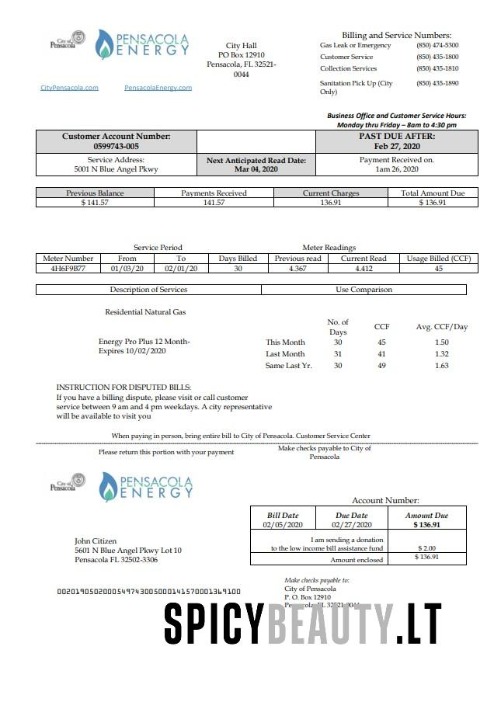 City of
Pensacola
PENSACOLA
ENERGY
City Hall
PO Box 12910
Pensacola, FL 32521-
0044
Billing and Service Numbers:
Gas Leak or Emergency (850) 474-5300
Customer Service (850) 435-1800
Collection Services (850) 435-1810
Sanitation Pick Up (City Only) (850) 435-1890
CityPensacola.com PensacolaEnergy.com
Business Office and Customer Service Hours:
Monday thru Friday – 8am to 4:30 pm
Customer Account Number:
0599743-005
PAST DUE AFTER:
Feb 27, 2020
Service Address:
5001 N Blue Angel Pkwy
Next Anticipated Read Date:
Mar 04, 2020
Payment Received on.
1am 26, 2020
Previous Balance Payments Received Current Charges Total Amount Due
$ 141.57 141.57 136.91 $ 136.91
Service Period Meter Readings
Meter Number From To Days Billed Previous read Current Read Usage Billed (CCF)
4H6F9B77 01/03/20 02/01/20 30 4.367 4.412 45
Description of Services Use Comparison
Residential Natural Gas
Energy Pro Plus 12 Month-
Expires 10/02/2020
No. of Days CCF Avg. CCF/Day
This Month 30 45 1.50
Last Month 31 41 1.32
Same Last Yr. 30 49 1.63
INSTRUCTION FOR DISPUTED BILLS:
If you have a billing dispute, please visit or call customer
service between 9 am and 4 pm weekdays. A city representative
will be available to visit you
When paying in person, bring entire bill to City of Pensacola. Customer Service Center
Please return this portion with your payment
Make checks payable to City of
Pensacola
City of
Pensacola
PENSACOLA
ENERGY
Account Number:
Bill Date Due Date Amount Due
02/05/2020 02/27/2020 $ 136.91
I am sending a donation
to the low income bill assistance fund $ 2.00
Amount enclosed $ 136.91
John Citizen
5601 N Blue Angel Pkwy Lot 10
Pensacola FL 32502-3306
Make checks payable to:
City of Pensacola
P. O. Box 12910
SPICYBEAUTY.LT